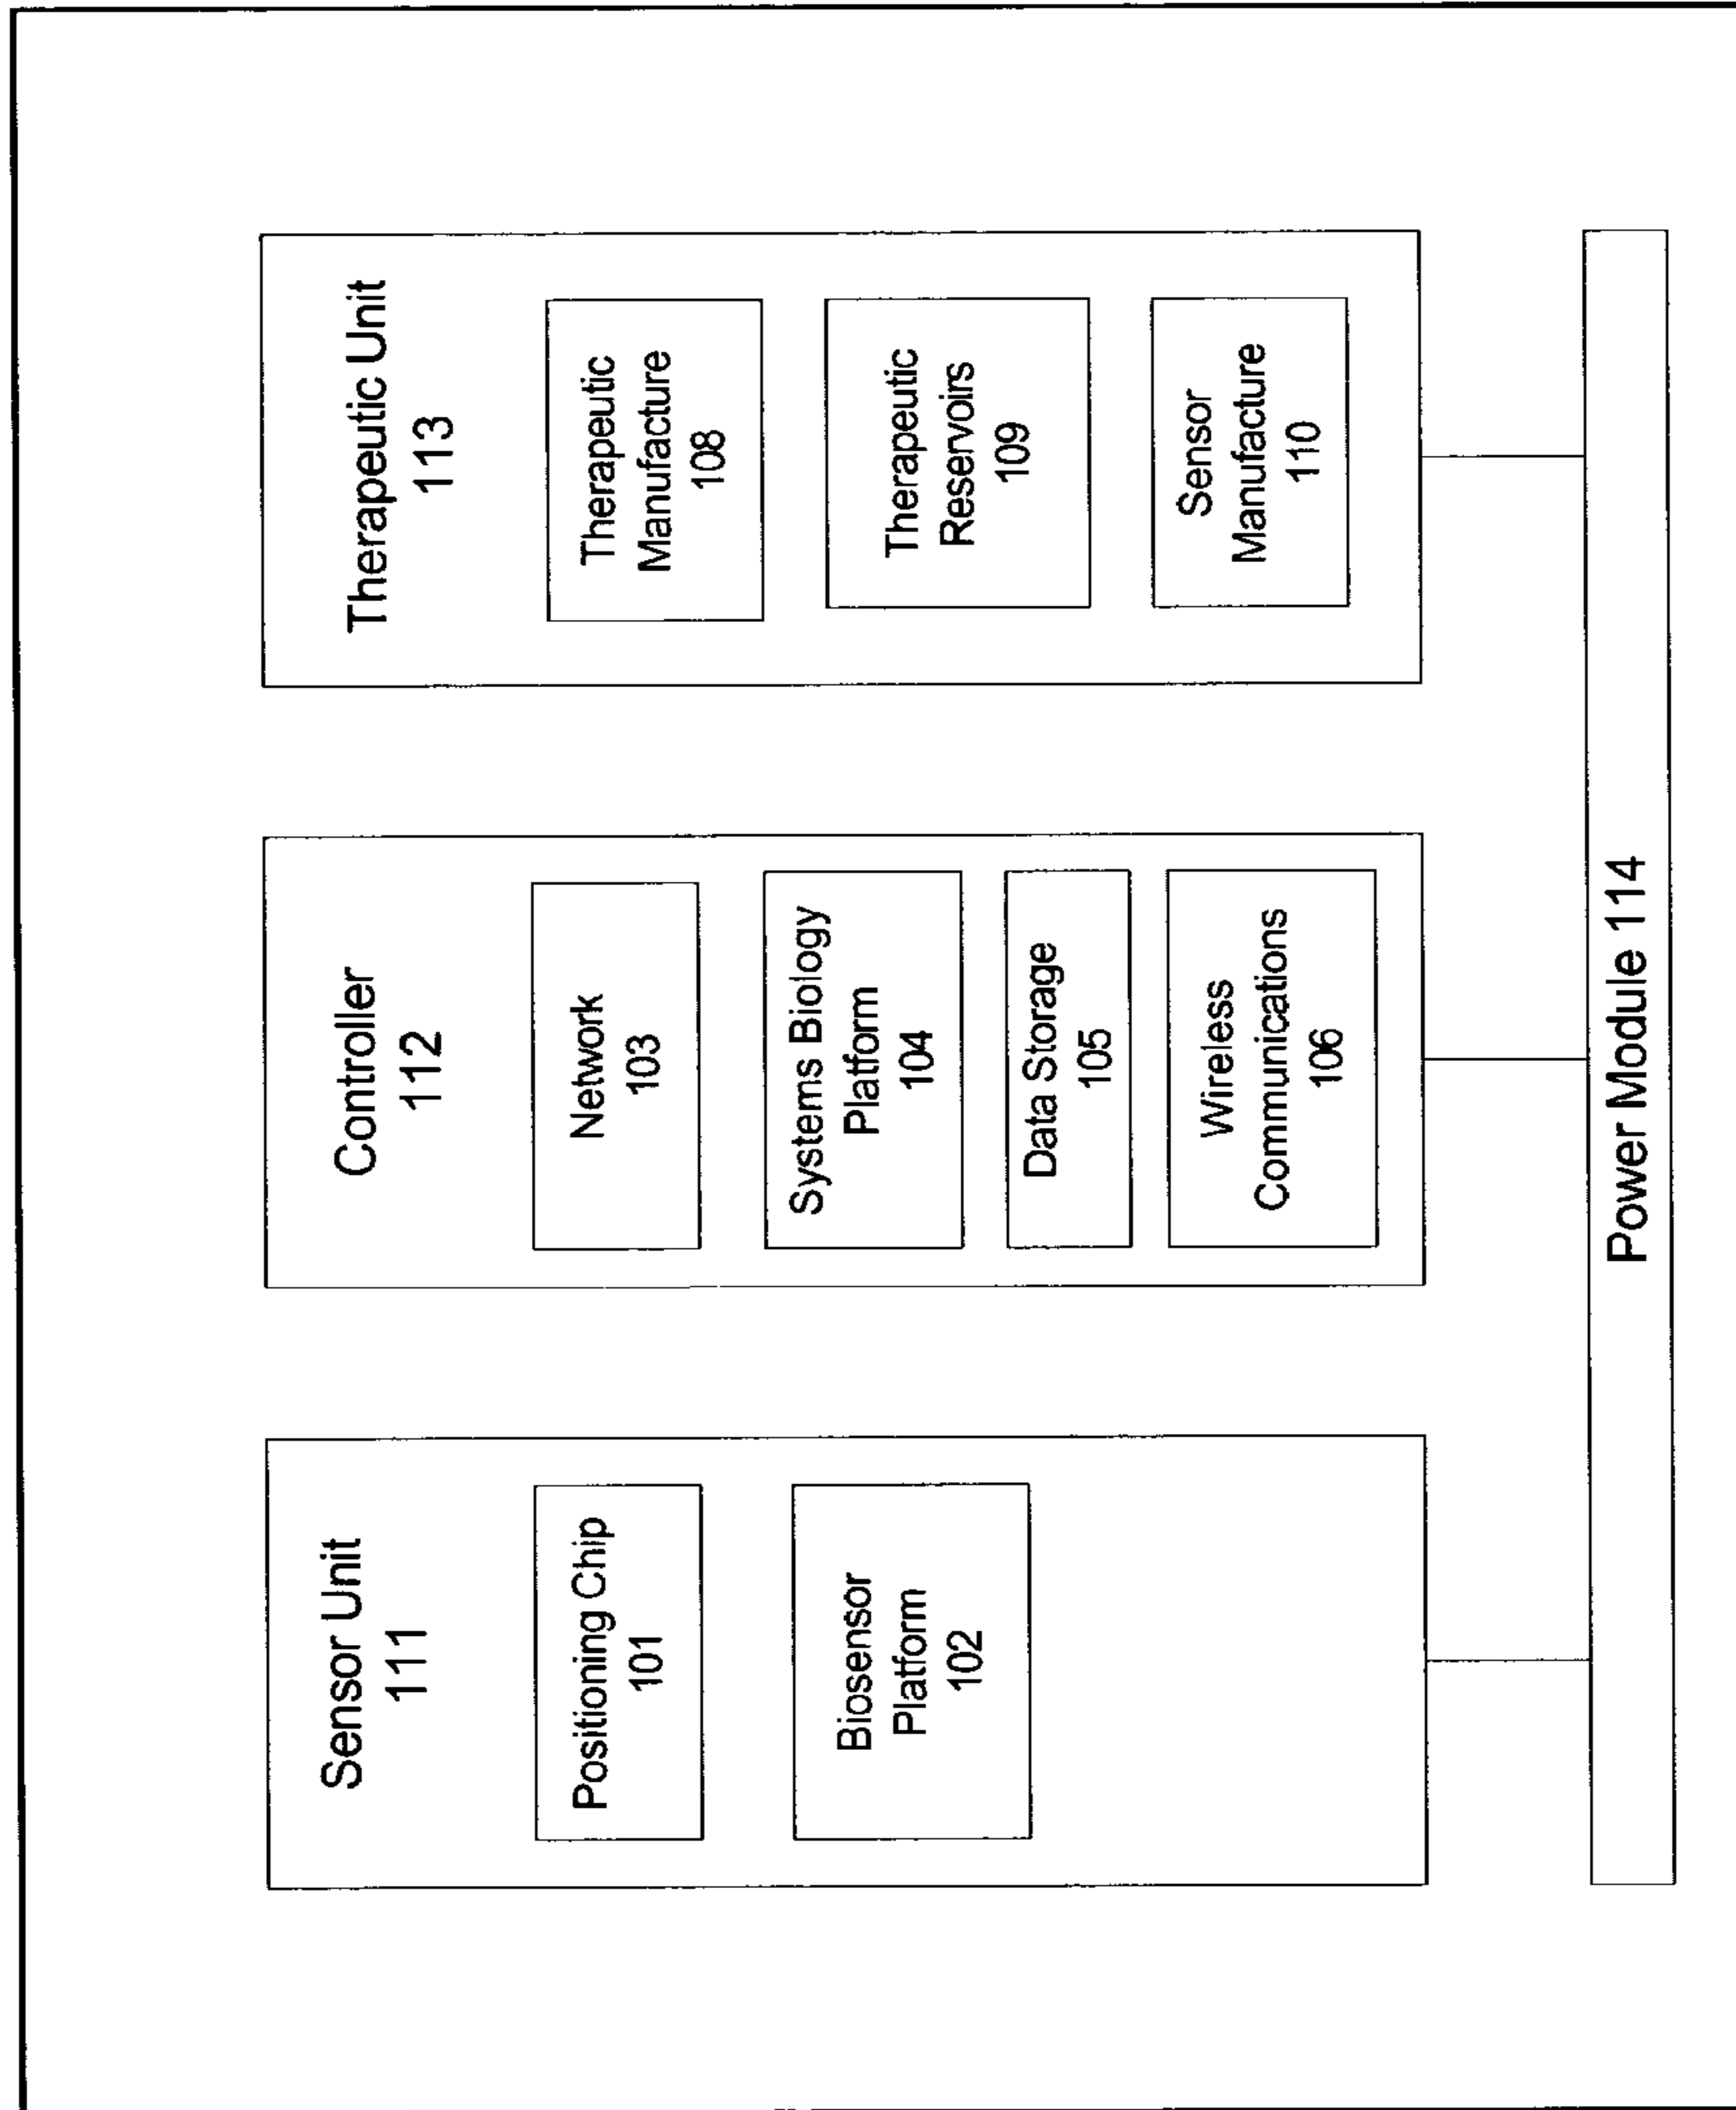 Sensor Unit
111
Positioning Chip
101
Biosensor
Platform
102
Controller
112
Network
103
Systems Biology
Platform
104
Data Storage
105
Wireless
Communications
106
Therapeutic Unit
113
Therapeutic
Manufacture
108
Therapeutic
Reservoirs
109
Sensor
Manufacture
110
Power Module 114